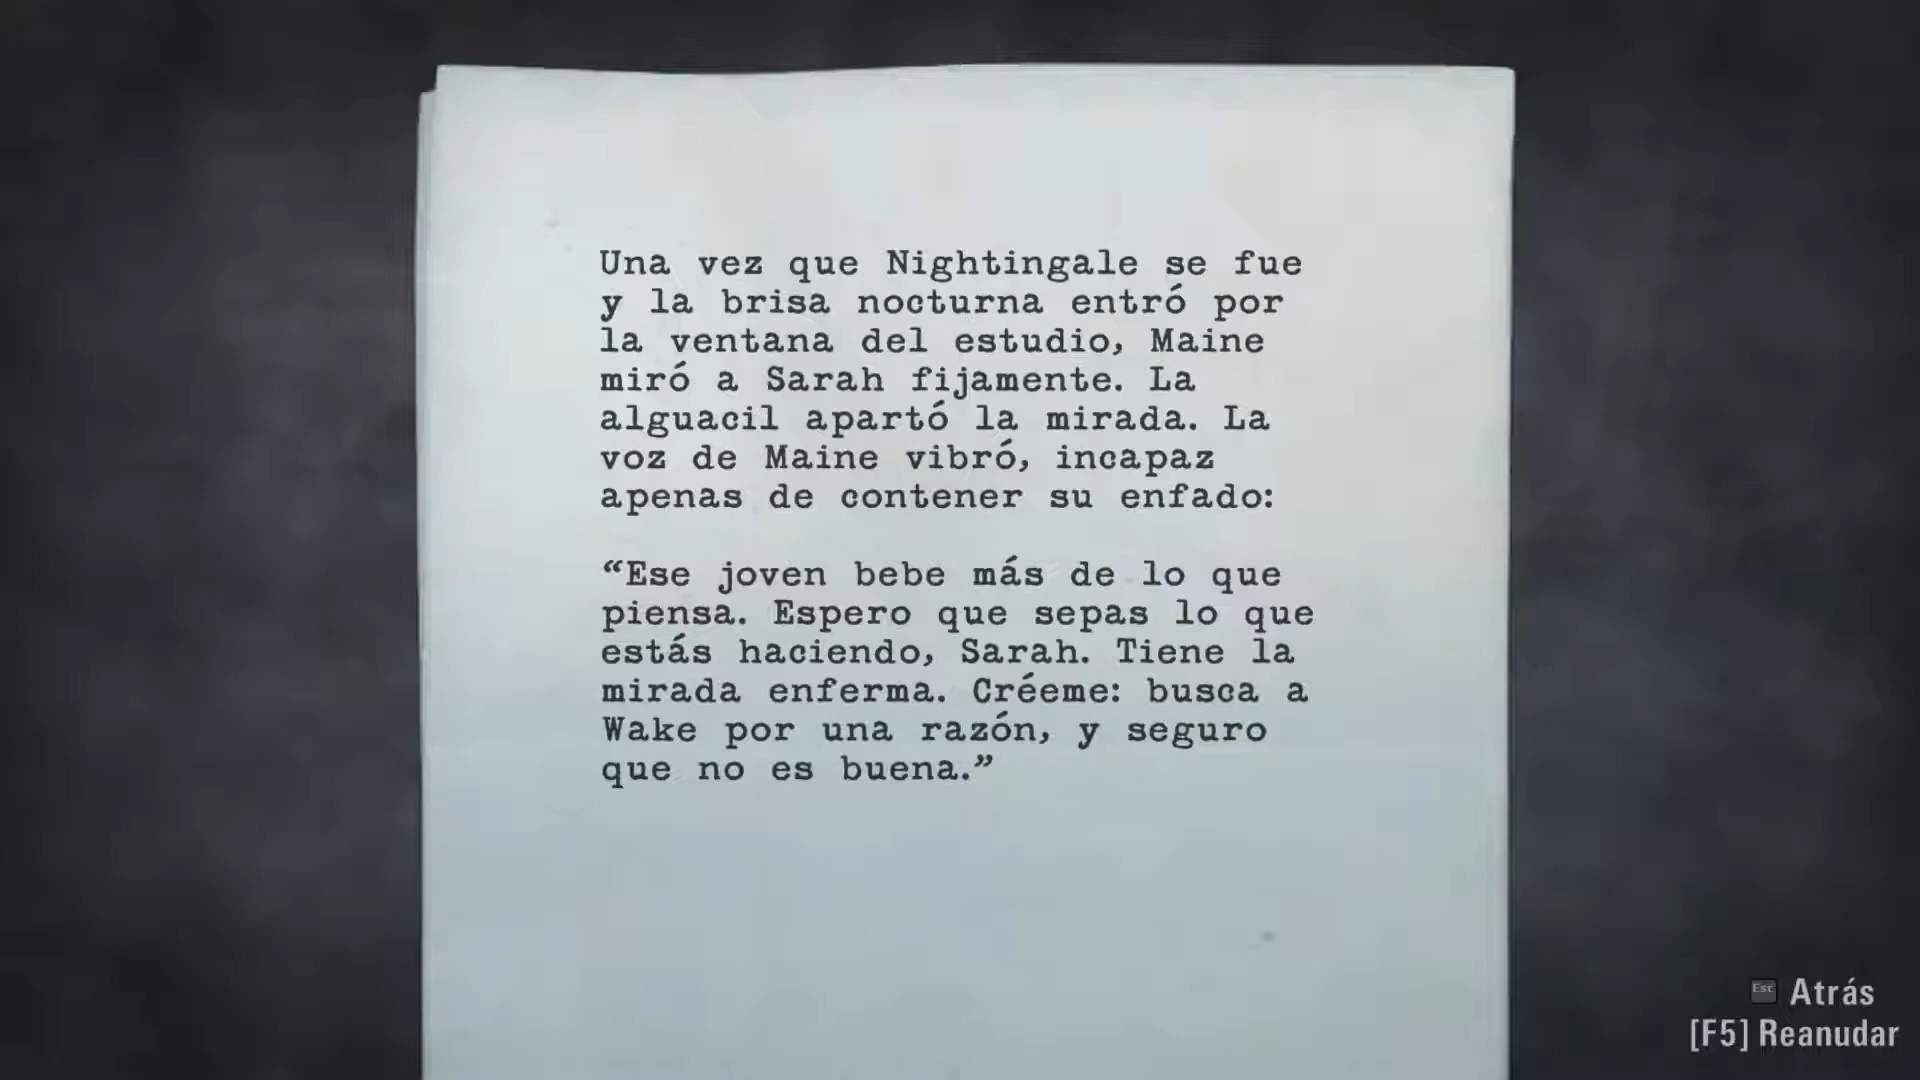 Una vez que Nightingale se fue
y la brisa nocturna entró por
la ventana del estudio, Maine
miró a Sarah fijamente. La
alguacil apartó la mirada. La
voz de Maine vibró, incapaz
apenas de contener su enfado:
“Ese joven bebe más de lo que
piensa. Espero que sepas lo que
estás haciendo, Sarah. Tiene la
mirada enferma. Créeme: busca a
Wake por una razón, y seguro
que no es buena.”
Esc Atrás
[F5] Reanudar